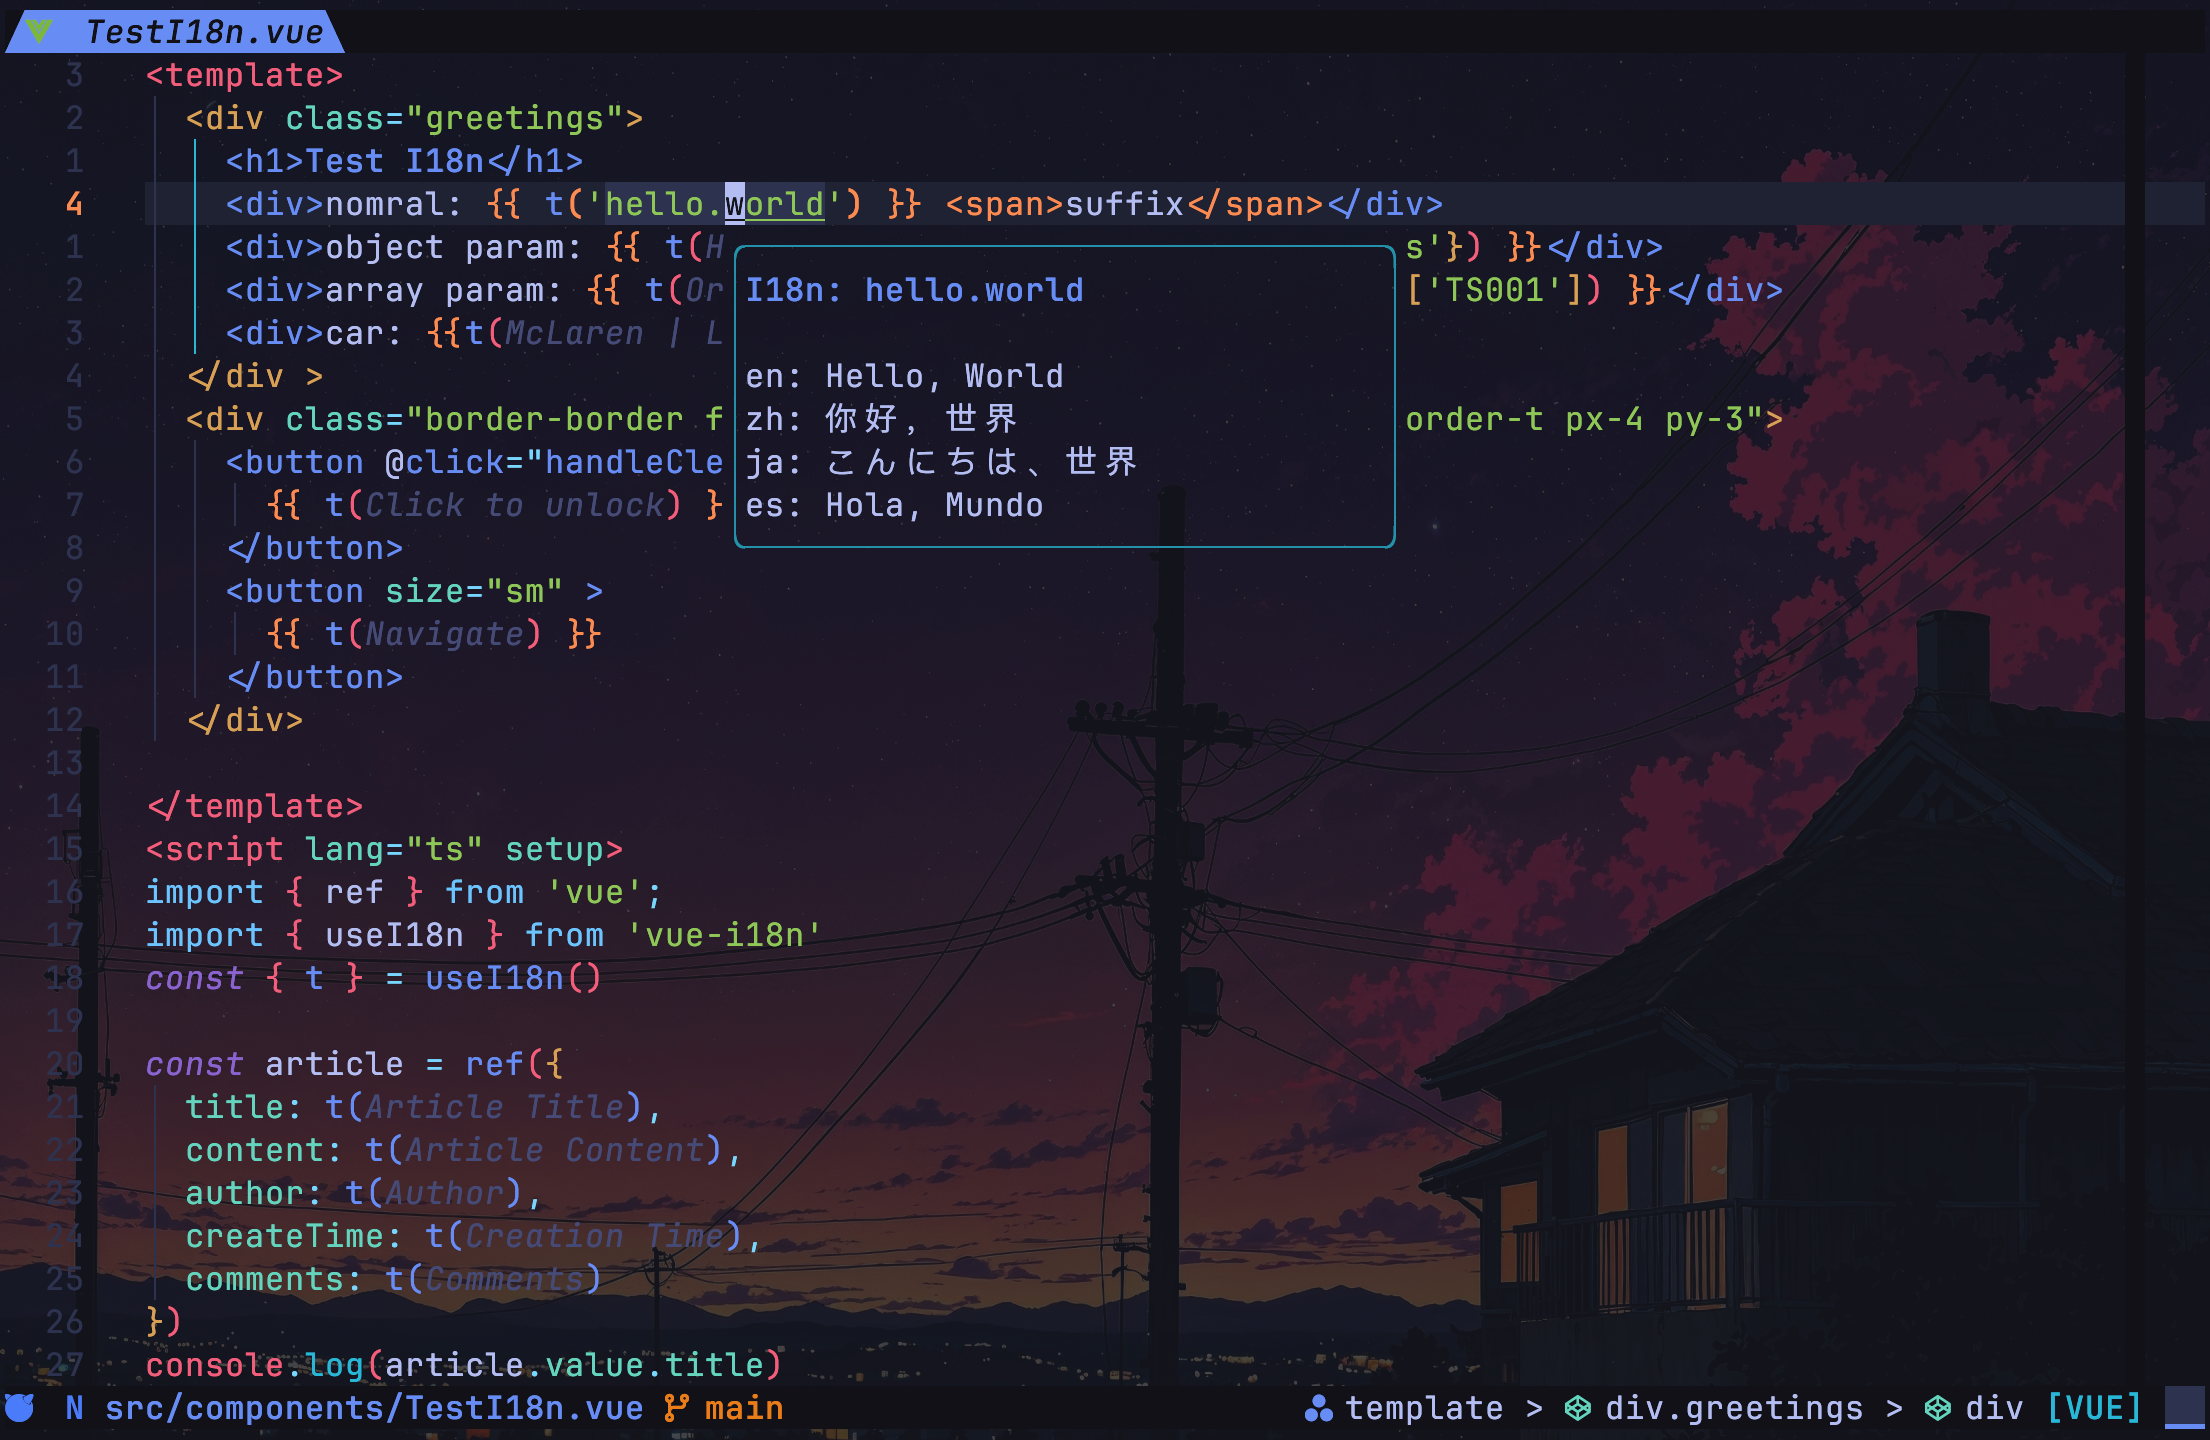 TestI18n.vue
3 <template>
2 <div class="greetings">
1 <h1>Test I18n</h1>
4 <div>nomral: {{ t('hello.world') }} <span>suffix</span></div>
1 <div>object param: {{ t(H s'}) }}</div>
2 <div>array param: {{ t(Or ['TS001']) }}</div>
3 <div>car: {{t(McLaren | L
4 </div >
5 <div class="border-border f order-t px-4 py-3">
6 <button @click="handleCle
7 {{ t(Click to unlock) }
8 </button>
9 <button size="sm" >
10 {{ t(Navigate) }}
11 </button>
12 </div>
13
14 </template>
15 <script lang="ts" setup>
16 import { ref } from 'vue';
17 import { useI18n } from 'vue-i18n'
18 const { t } = useI18n()
19
20 const article = ref({
21 title: t(Article Title),
22 content: t(Article Content),
23 author: t(Author),
24 createTime: t(Creation Time),
25 comments: t(Comments)
26 })
27 console.log(article.value.title)
I18n: hello.world
en: Hello, World
zh: 你好，世界
ja: こんにちは、世界
es: Hola, Mundo
N src/components/TestI18n.vue main template > div.greetings > div [VUE]